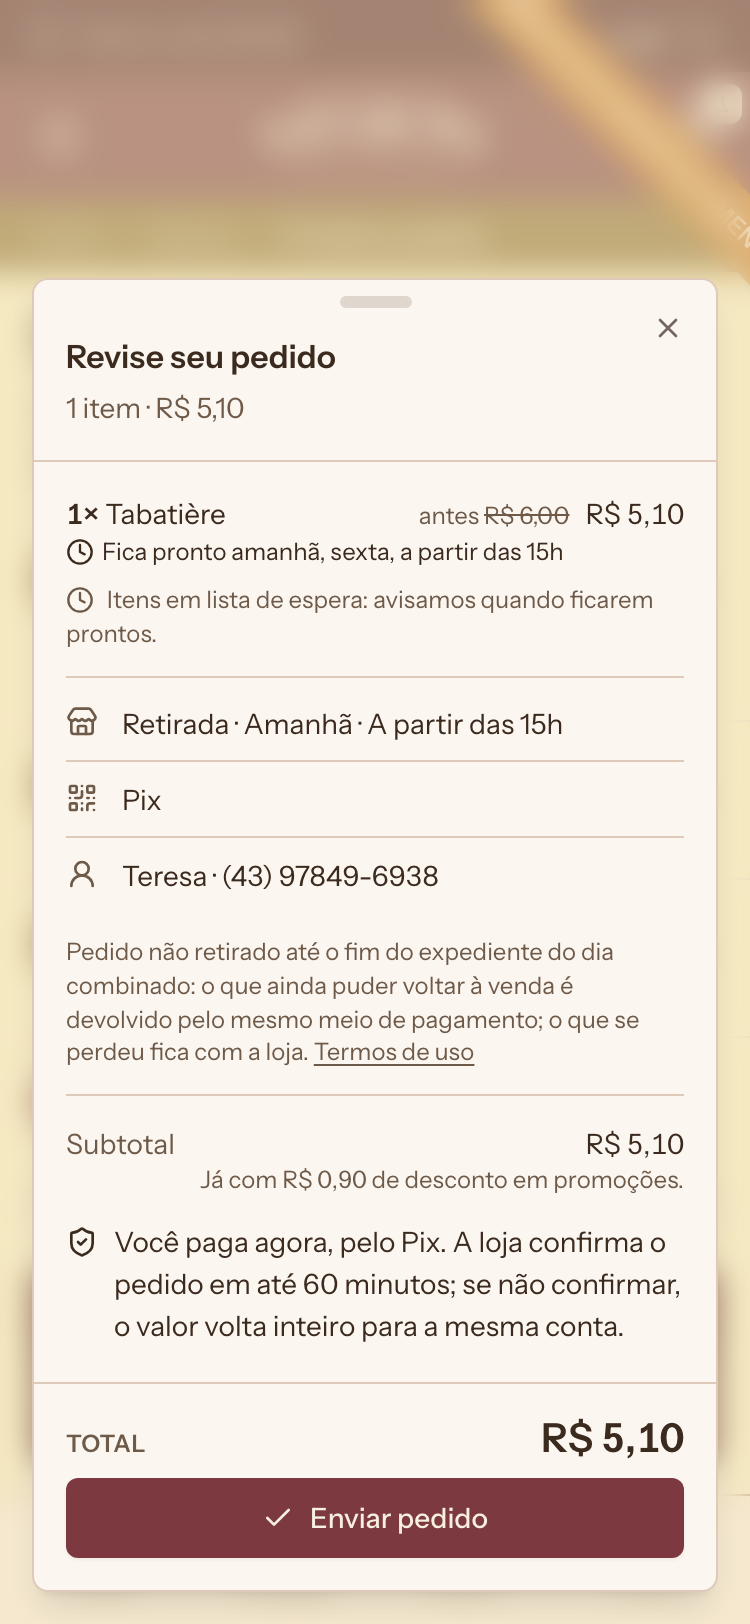 Revise seu pedido
1 item · R$ 5,10
1× Tabatière antes R$ 6,00 R$ 5,10
Fica pronto amanhã, sexta, a partir das 15h
Itens em lista de espera: avisamos quando ficarem
prontos.
Retirada · Amanhã · A partir das 15h
Pix
Teresa · (43) 97849-6938
Pedido não retirado até o fim do expediente do dia
combinado: o que ainda puder voltar à venda é
devolvido pelo mesmo meio de pagamento; o que se
perdeu fica com a loja. Termos de uso
Subtotal R$ 5,10
Já com R$ 0,90 de desconto em promoções.
Você paga agora, pelo Pix. A loja confirma o
pedido em até 60 minutos; se não confirmar,
o valor volta inteiro para a mesma conta.
TOTAL R$ 5,10
Enviar pedido